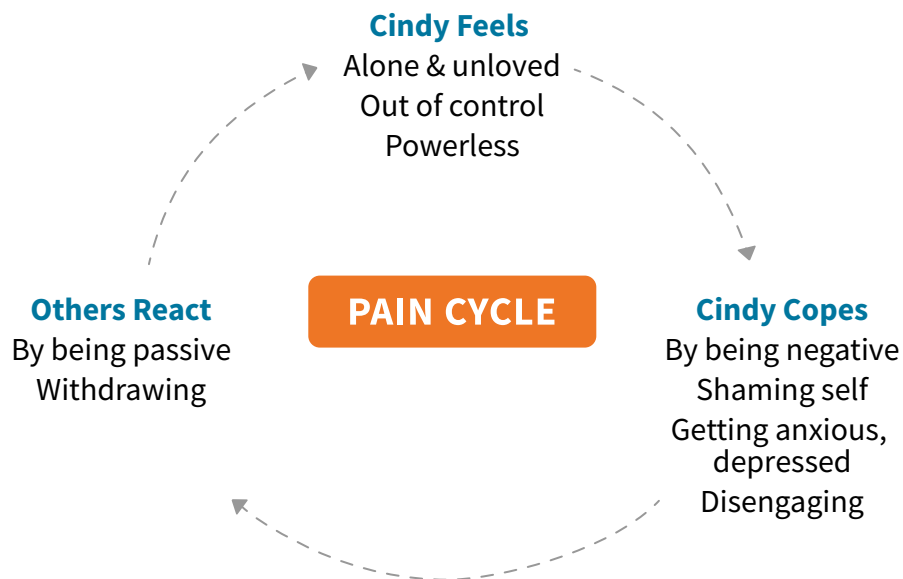 Cindy Feels
Alone & unloved
Out of control
Powerless
PAIN CYCLE
Others React
By being passive
Withdrawing
Cindy Copes
By being negative
Shaming self
Getting anxious,
depressed
Disengaging